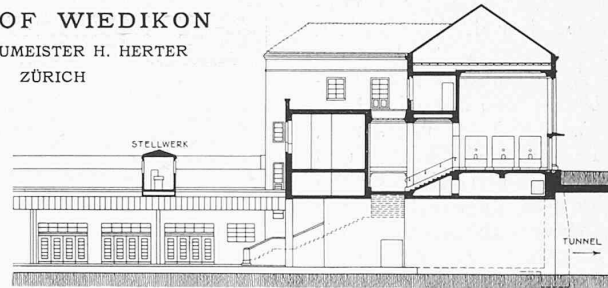 OF WIEDIKON
UMEISTER H. HERTER
ZÜRICH
STELLWERK
TUNNEL